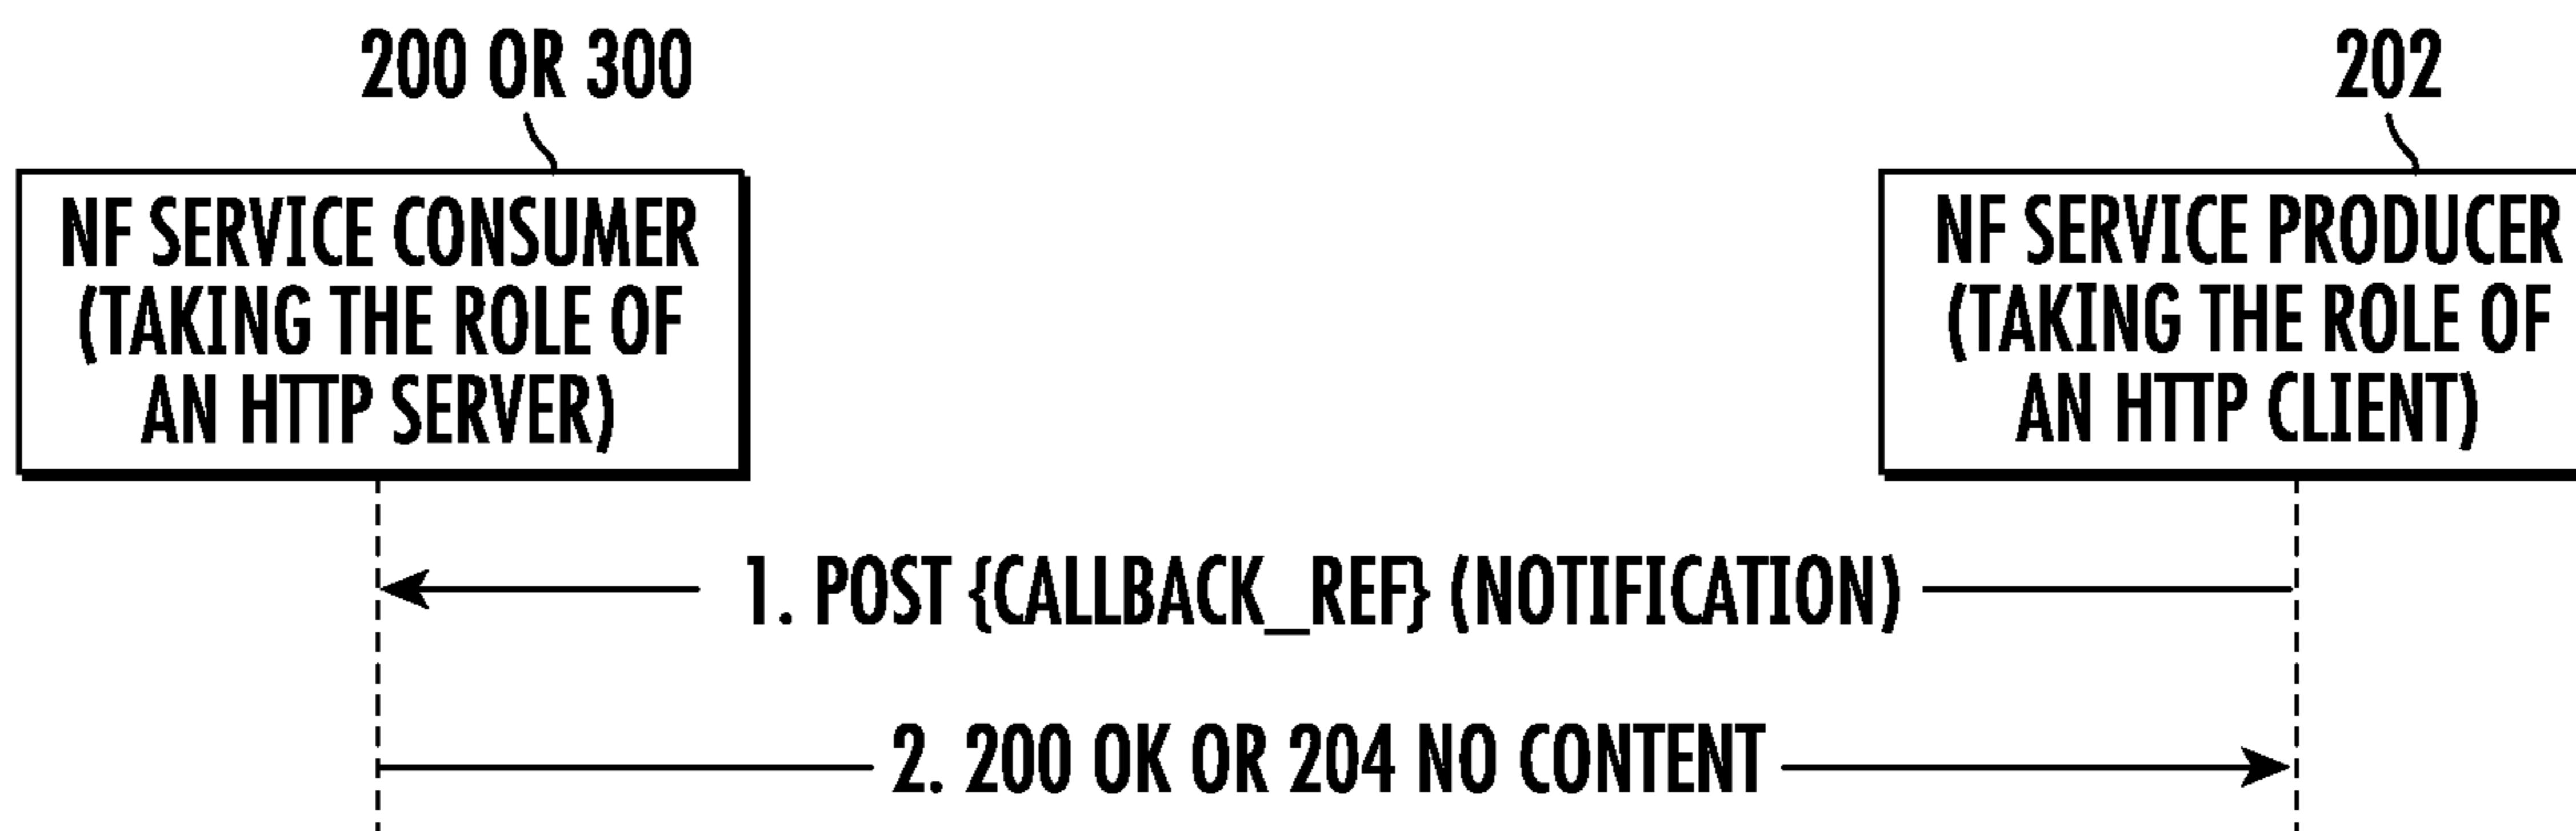 200 OR 300
202
NF SERVICE CONSUMER
(TAKING THE ROLE OF
AN HTTP SERVER)
NF SERVICE PRODUCER
(TAKING THE ROLE OF
AN HTTP CLIENT)
1. POST {CALLBACK_REF} (NOTIFICATION)
2. 200 OK OR 204 NO CONTENT